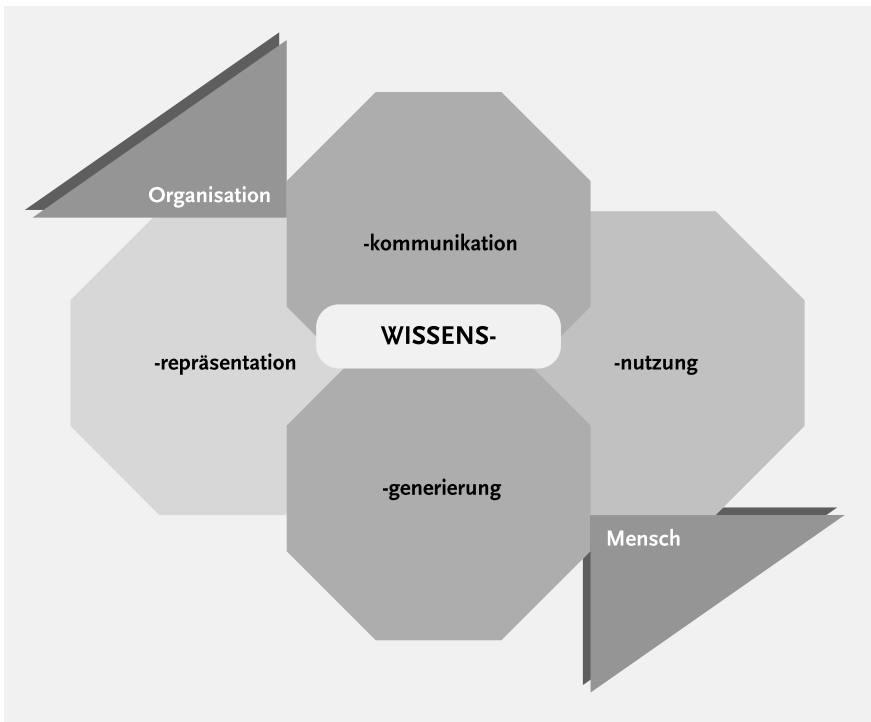 Organisation
-kommunikation
WISSENS-
-repräsentation
-nutzung
-generierung
Mensch